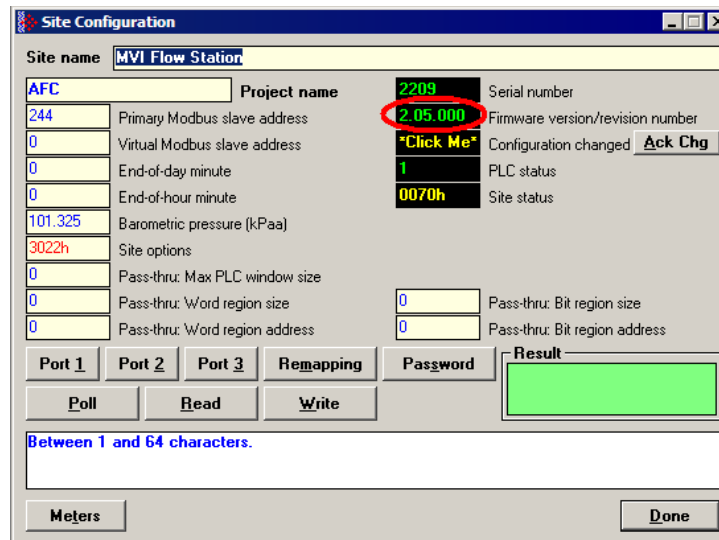 Site Configuration
Site name MVI Flow Station
AFC Project name 2209 Serial number
244 Primary Modbus slave address 2.05.000 Firmware version/revision number
0 Virtual Modbus slave address *Click Me* Configuration changed Ack Chg
0 End-of-day minute 1 PLC status
0 End-of-hour minute 0070h Site status
101.325 Barometric pressure (kPaa)
3022h Site options
0 Pass-thru: Max PLC window size
0 Pass-thru: Word region size 0 Pass-thru: Bit region size
0 Pass-thru: Word region address 0 Pass-thru: Bit region address
Port 1 Port 2 Port 3 Remapping Password Result
Poll Read Write
Between 1 and 64 characters.
Meters Done